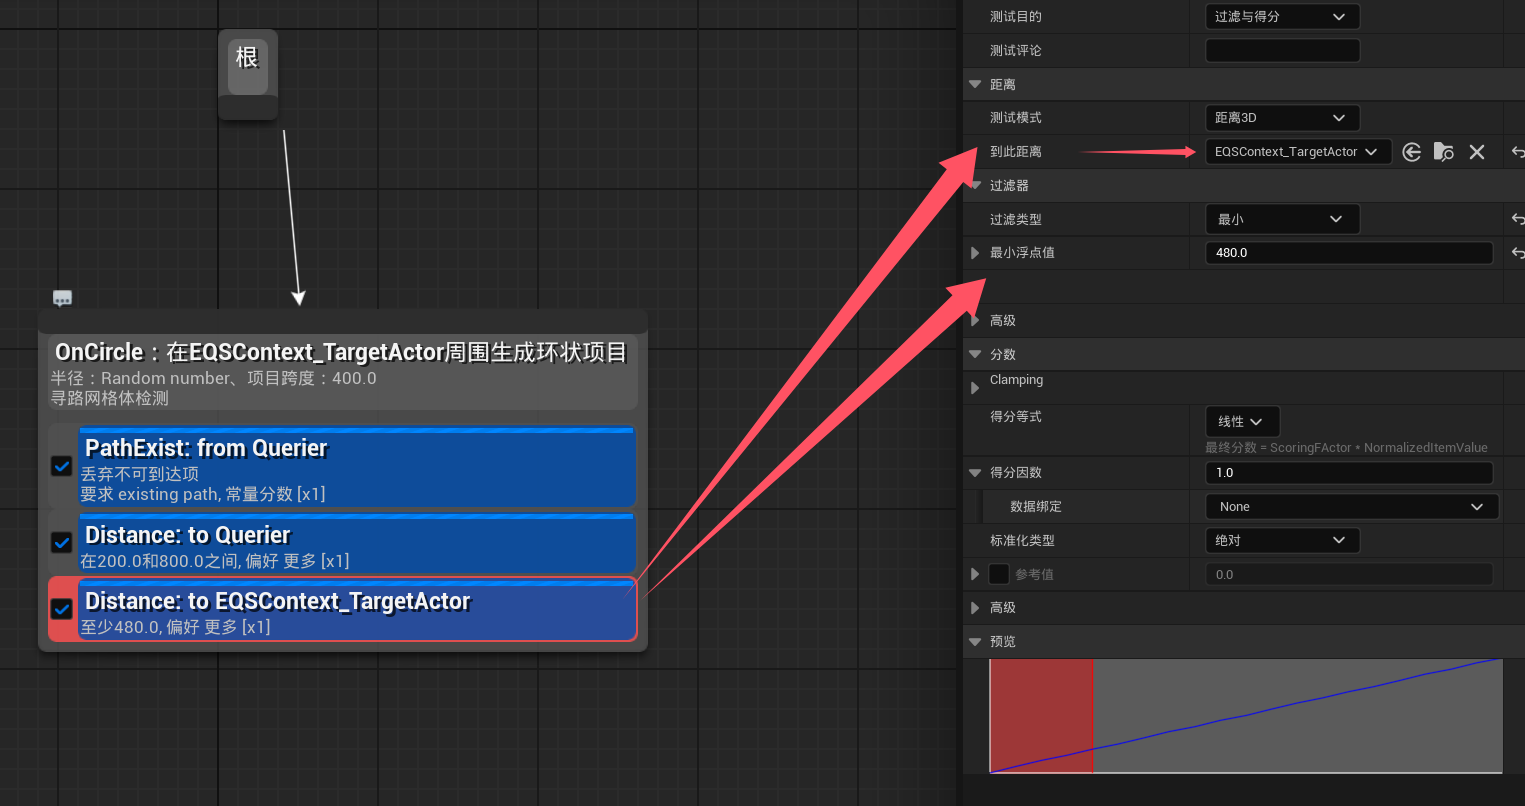 根
OnCircle：在EQSContext_TargetActor周围生成环状项目
半径：Random number、项目跨度：400.0
寻路网格体检测
PathExist: from Querier
丢弃不可到达项
要求 existing path, 常量分数 [x1]
Distance: to Querier
在200.0和800.0之间, 偏好 更多 [x1]
Distance: to EQSContext_TargetActor
至少480.0, 偏好 更多 [x1]
测试目的 过滤与得分
测试评论
距离
测试模式 距离3D
到此距离 EQSContext_TargetActor
过滤器
过滤类型 最小
最小浮点值 480.0
高级
分数
Clamping
得分等式 线性
最终分数 = ScoringFActor * NormalizedItemValue
得分因数 1.0
数据绑定 None
标准化类型 绝对
参考值 0.0
高级
预览